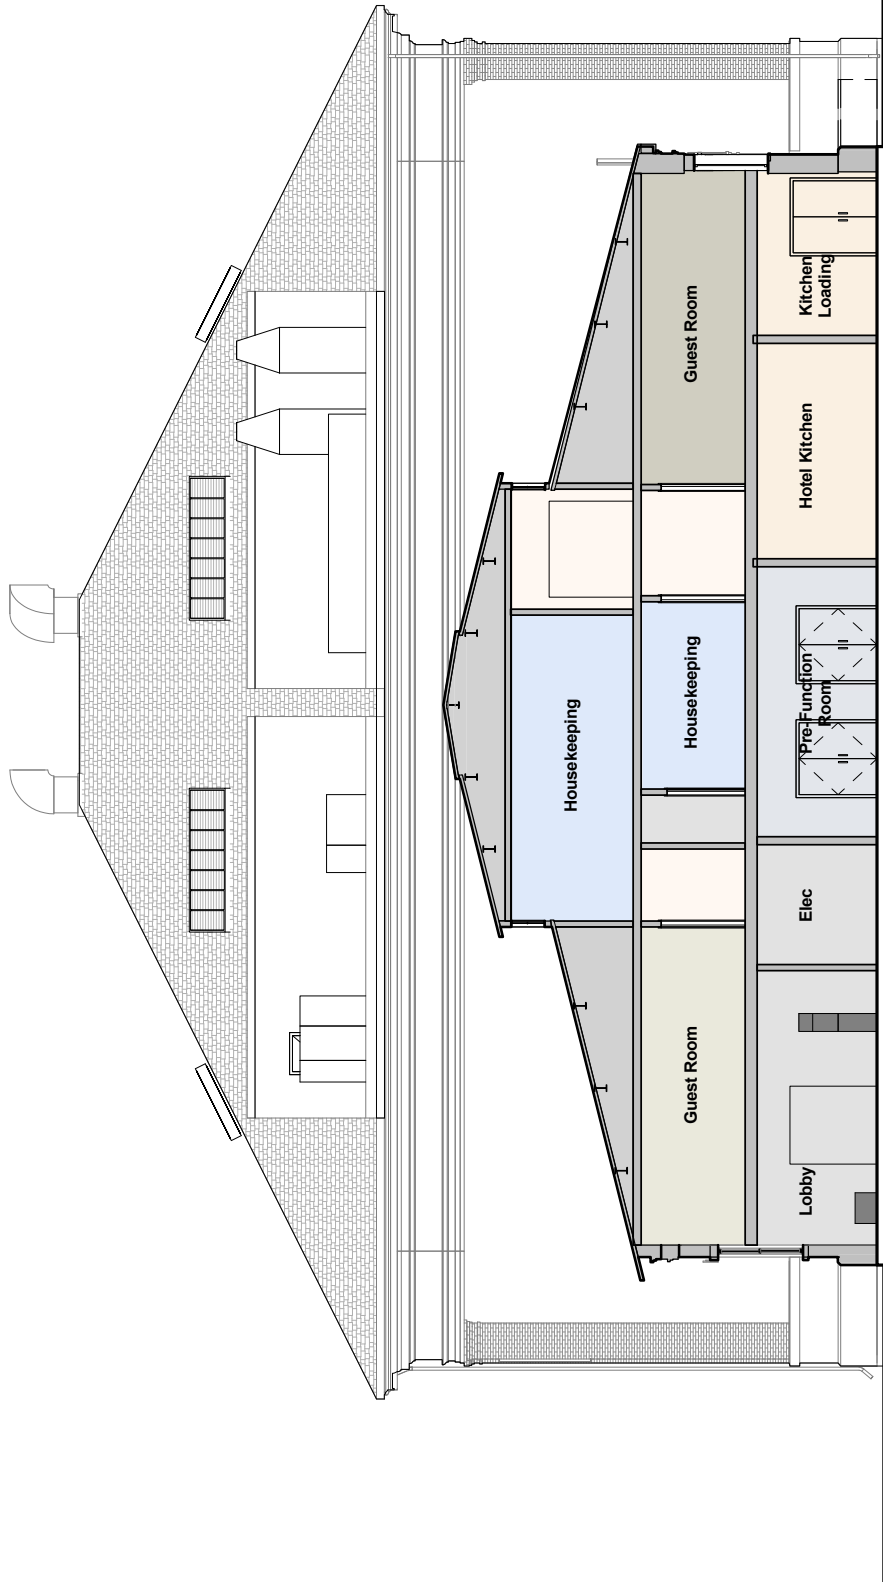 Housekeeping
Guest Room
Housekeeping
Guest Room
Lobby
Elec
Pre-Function
Room
Hotel Kitchen
Kitchen
Loading